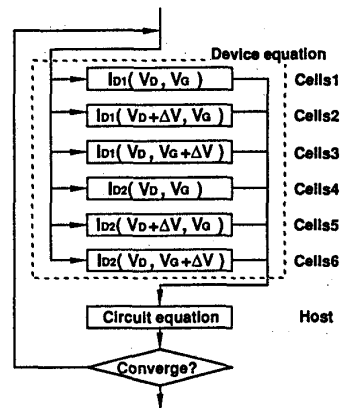 Device equation
ID1( VD, VG ) Cells1
ID1( VD+ΔV, VG ) Cells2
ID1( VD, VG+ΔV ) Cells3
ID2( VD, VG ) Cells4
ID2( VD+ΔV, VG ) Cells5
ID2( VD, VG+ΔV ) Cells6
Circuit equation Host
Converge?